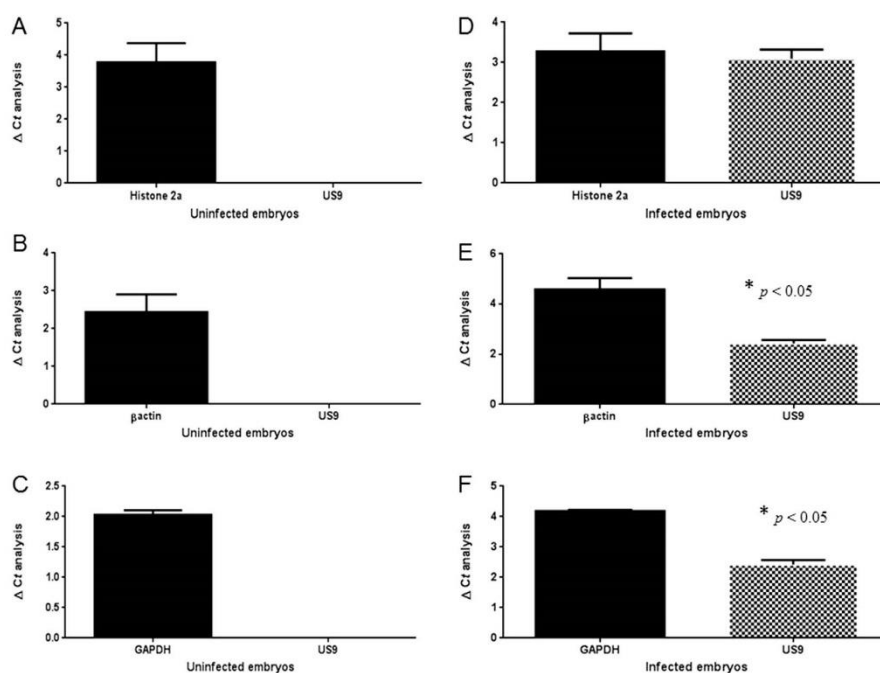 A
Δ Ct analysis
5
4
3
2
1
0
Histone 2a US9
Uninfected embryos
B
Δ Ct analysis
4
3
2
1
0
βactin US9
Uninfected embryos
C
Δ Ct analysis
2.5
2.0
1.5
1.0
0.5
0.0
GAPDH US9
Uninfected embryos
D
Δ Ct analysis
4
3
2
1
0
Histone 2a US9
Infected embryos
E
Δ Ct analysis
6
4
2
0
* p < 0.05
βactin US9
Infected embryos
F
Δ Ct analysis
5
4
3
2
1
0
* p < 0.05
GAPDH US9
Infected embryos